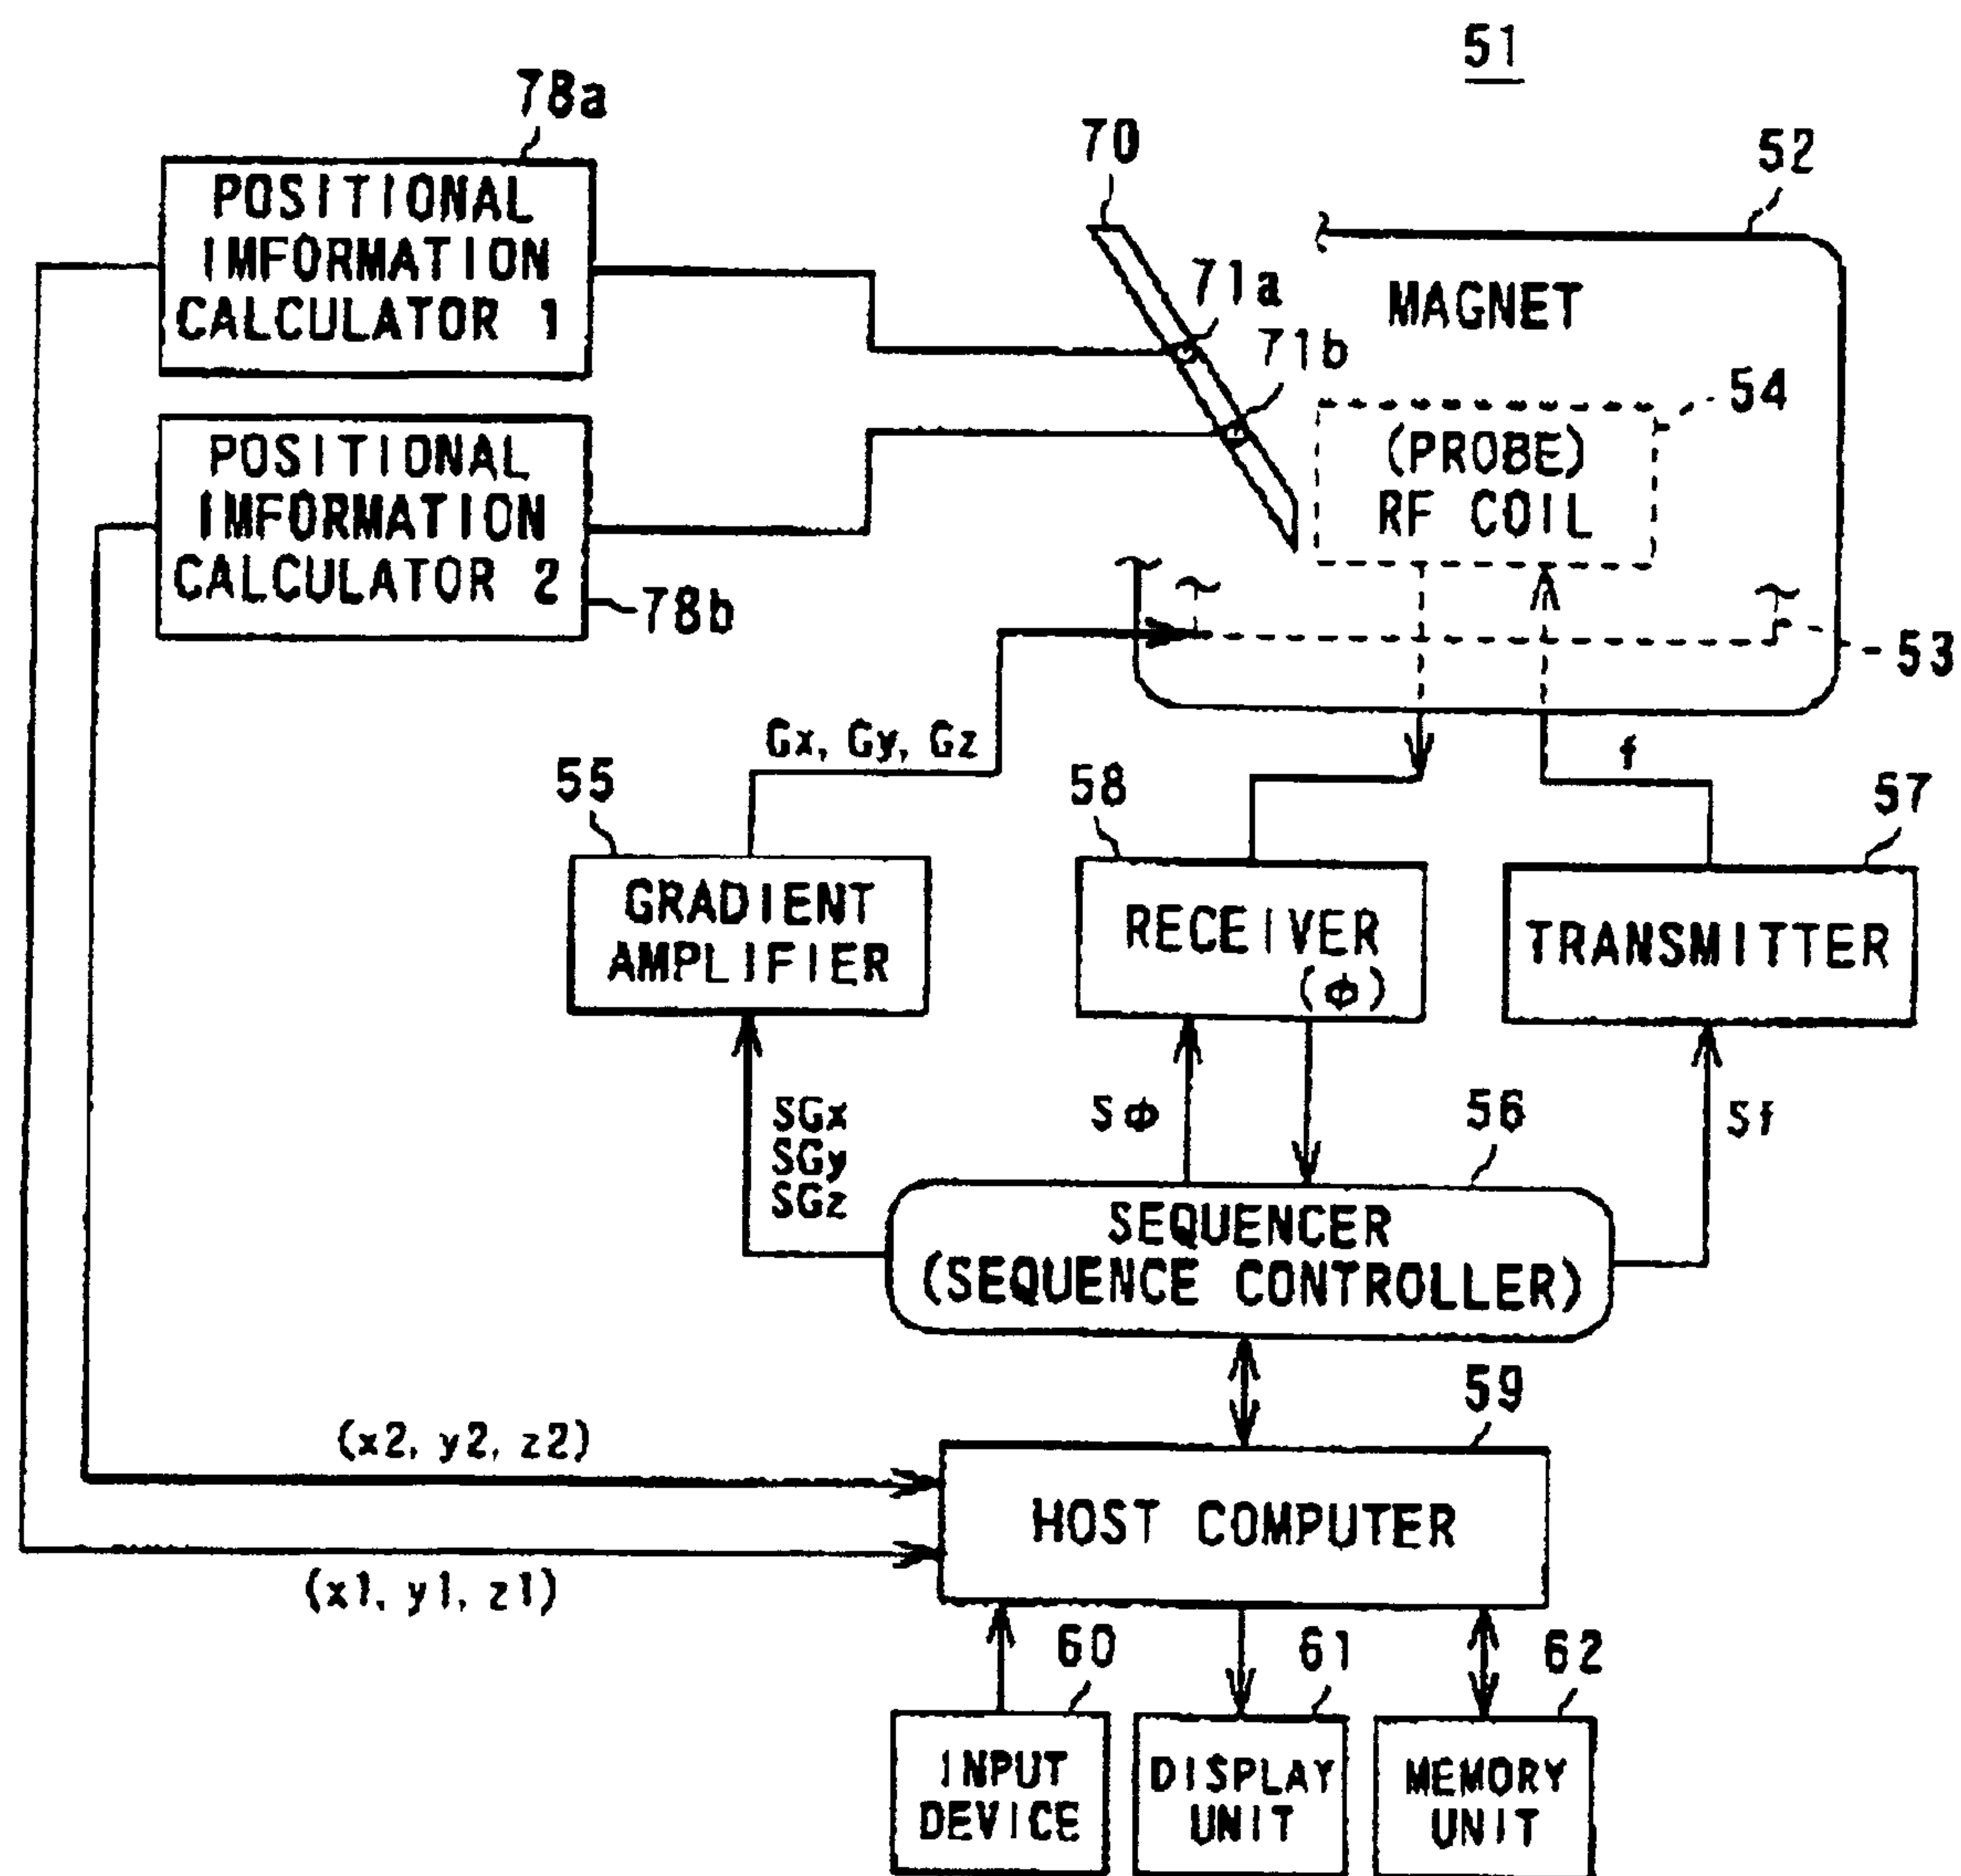 51
78a
70
52
POSITIONAL
IMFORMATION
CALCULATOR 1
71a
71b
MAGNET
54
(PROBE)
RF COIL
POSITIONAL
IMFORMATION
CALCULATOR 2
78b
53
Gx, Gy, Gz
f
55
58
57
GRADIENT
AMPLIFIER
RECEIVER
(Φ)
TRANSMITTER
SGx
SGy
SGz
SΦ
56
Sf
SEQUENCER
(SEQUENCE CONTROLLER)
59
(x2, y2, z2)
HOST COMPUTER
(x1, y1, z1)
60
61
62
INPUT
DEVICE
DISPLAY
UNIT
MEMORY
UNIT